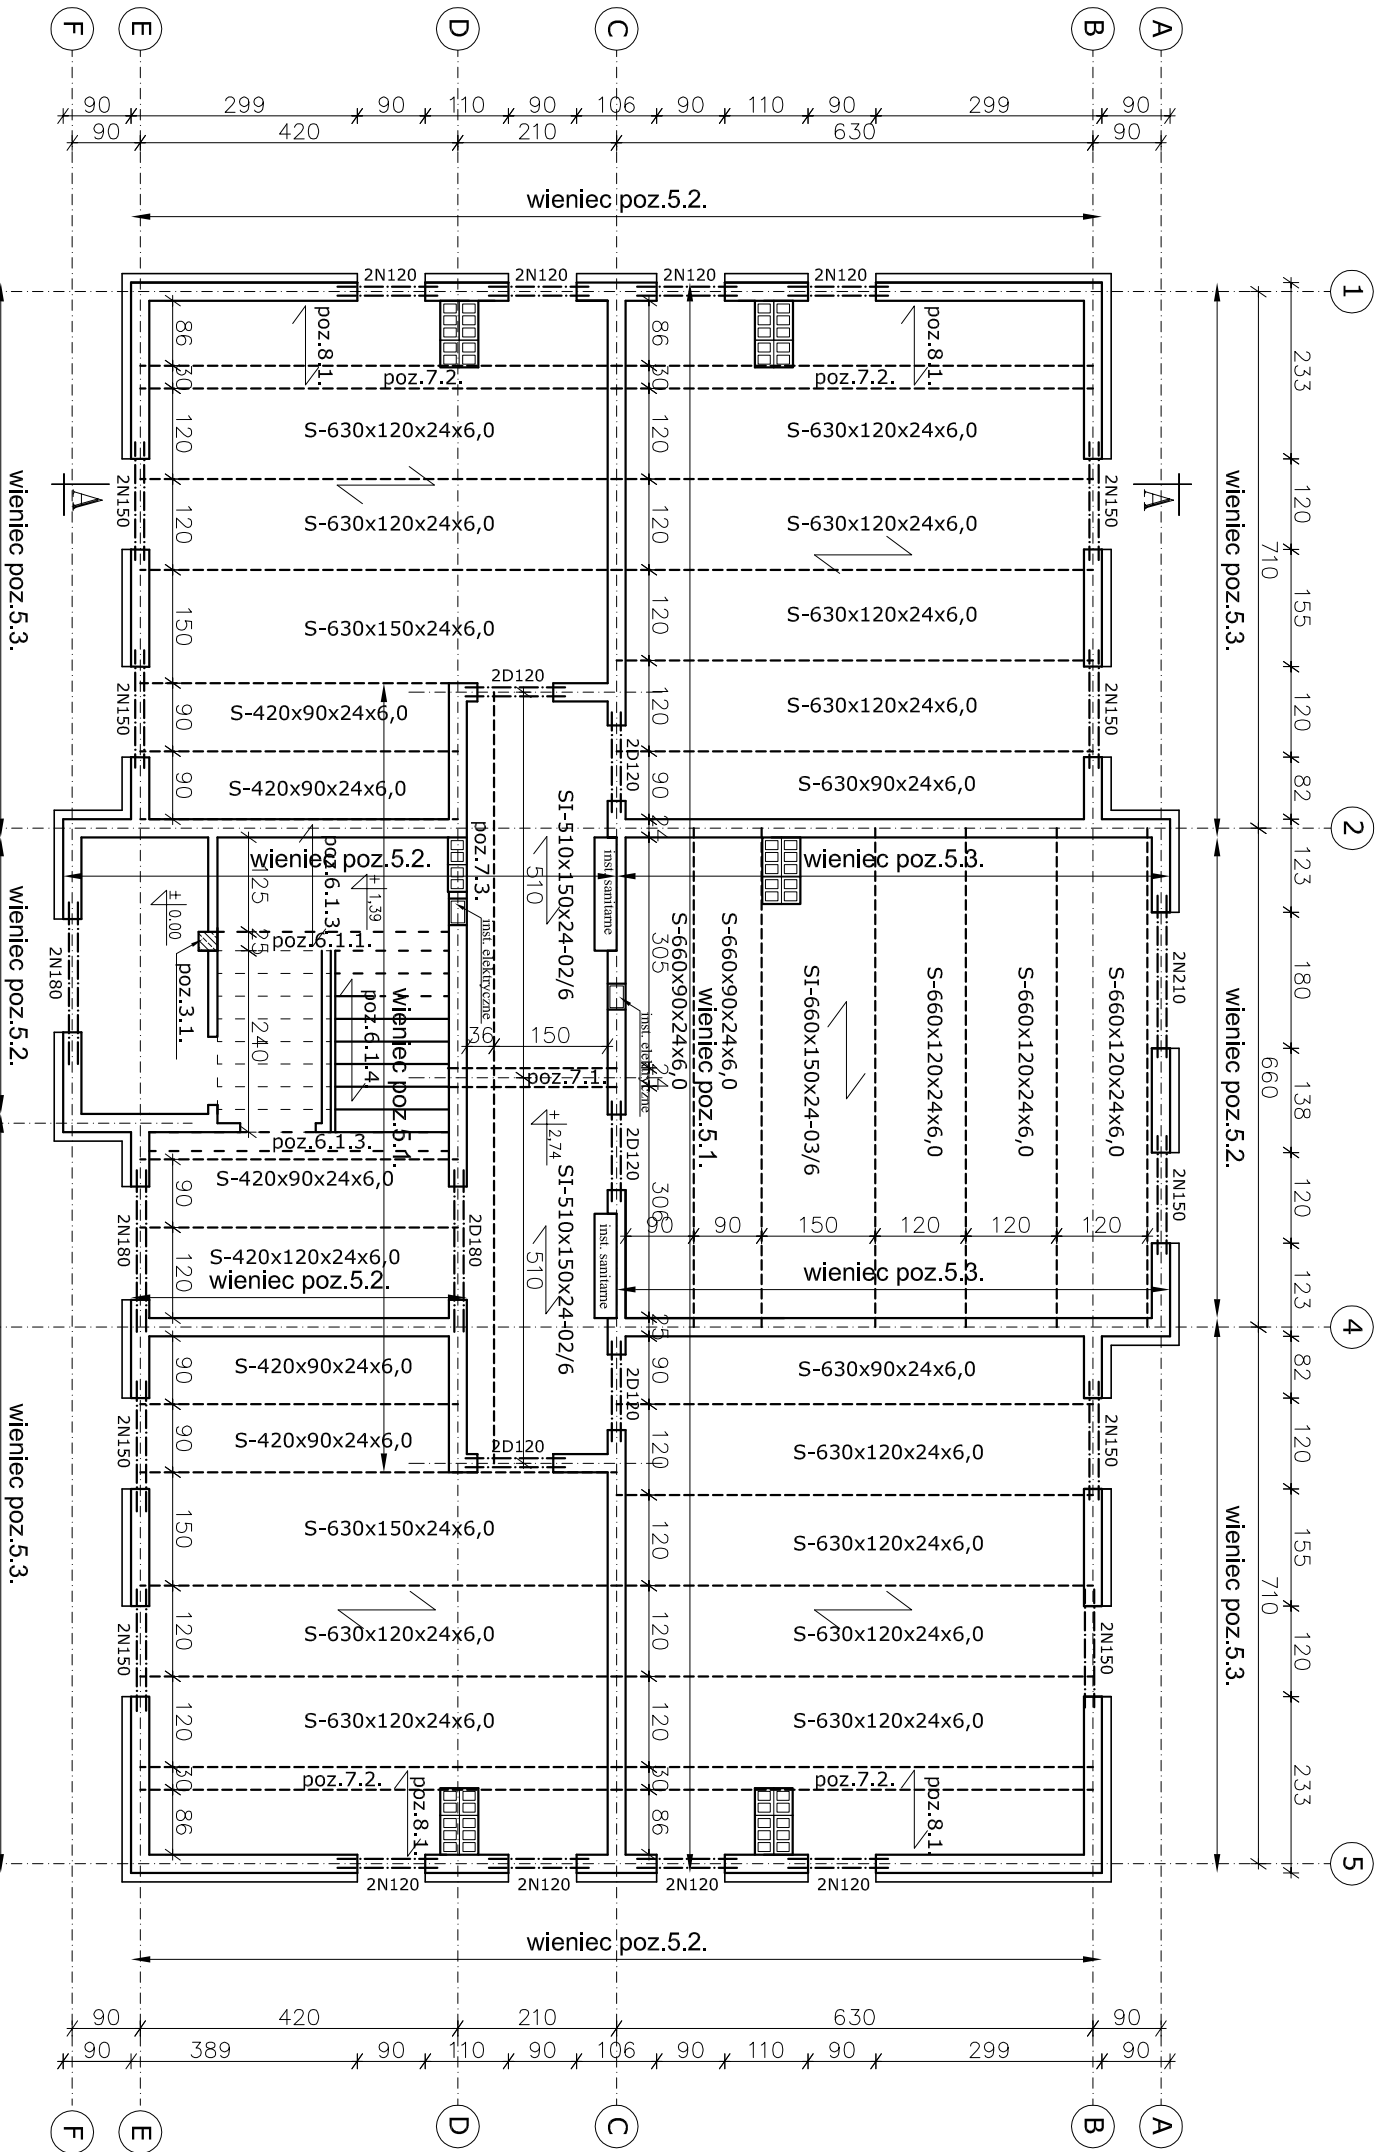 F E D C B A
90 299 90 110 90 106 90 110 90 299 90
90 420 210 630 90
wieniec poz.5.2.
1
2N120 2N120 2N120 2N120
86 poz.8.1. 86 poz.8.1. 233
30 poz.7.2. 30 poz.7.2.
120 S-630x120x24x6,0 120 S-630x120x24x6,0
wieniec poz.5.3. A 2N150 2N150 A wieniec poz.5.3. 120
120 S-630x120x24x6,0 120 S-630x120x24x6,0
710
150 S-630x150x24x6,0 120 S-630x120x24x6,0 155
2N150 2D120 2N150
90 S-420x90x24x6,0 120 S-630x120x24x6,0 120
2D120
90 S-420x90x24x6,0 90 S-630x90x24x6,0 82
SI-510x150x24-02/6
24
2
wieniec poz.5.2. poz.7.3. inst. sanitarne wieniec poz.5.3. 123
125 poz.6.1.3. ±1,39 510
±0.00
25 poz.6.1.1. inst. elektryczne 305 S-660x90x24x6,0 S-660x90x24x6,0 SI-660x150x24-03/6 S-660x120x24x6,0 S-660x120x24x6,0 S-660x120x24x6,0
2N210
wieniec poz.5.2. 2N180 poz.3.1. 240 poz.6.1.4. wieniec poz.5.1. 36 150 inst. elektryczne wieniec poz.5.1. wieniec poz.5.2. 180
24
poz.7.1. 660
±2,74 138
poz.6.1.3. 2D120
90 S-420x90x24x6,0 SI-510x150x24-02/6 306 2N150 120
2N180 2D180 90 90 150 120 120 120
120 S-420x120x24x6,0 510 inst. sanitarne
wieniec poz.5.2. wieniec poz.5.3. 123
25
4
90 S-420x90x24x6,0 90 S-630x90x24x6,0 82
2D120
2N150 2N150
90 S-420x90x24x6,0 120 S-630x120x24x6,0 120
2D120
wieniec poz.5.3. wieniec poz.5.3.
150 S-630x150x24x6,0 120 S-630x120x24x6,0 155
710
2N150 2N150
120 S-630x120x24x6,0 120 S-630x120x24x6,0 120
120 S-630x120x24x6,0 120 S-630x120x24x6,0
30 poz.7.2. 30 poz.7.2. 233
86 poz.8.1. 86 poz.8.1.
5
2N120 2N120 2N120 2N120
wieniec poz.5.2.
90 420 210 630 90
90 389 90 110 90 106 90 110 90 299 90
F E D C B A